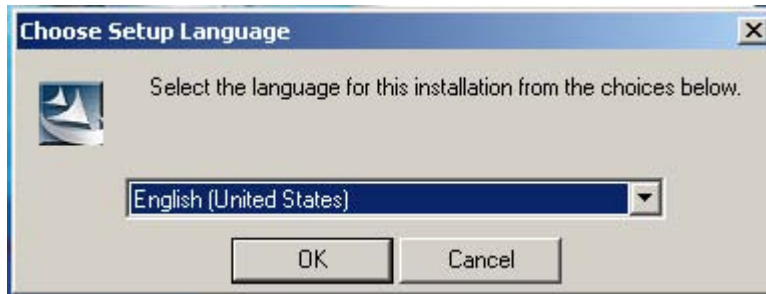 Choose Setup Language
Select the language for this installation from the choices below.
English (United States)
OK
Cancel